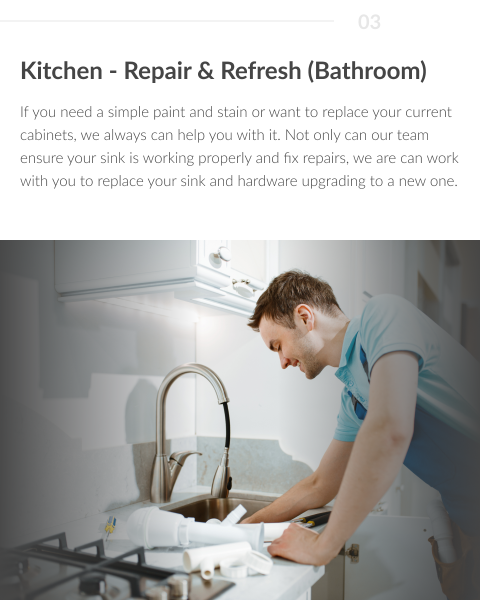 03
Kitchen - Repair & Refresh (Bathroom)
If you need a simple paint and stain or want to replace your current
cabinets, we always can help you with it. Not only can our team
ensure your sink is working properly and fix repairs, we are can work
with you to replace your sink and hardware upgrading to a new one.